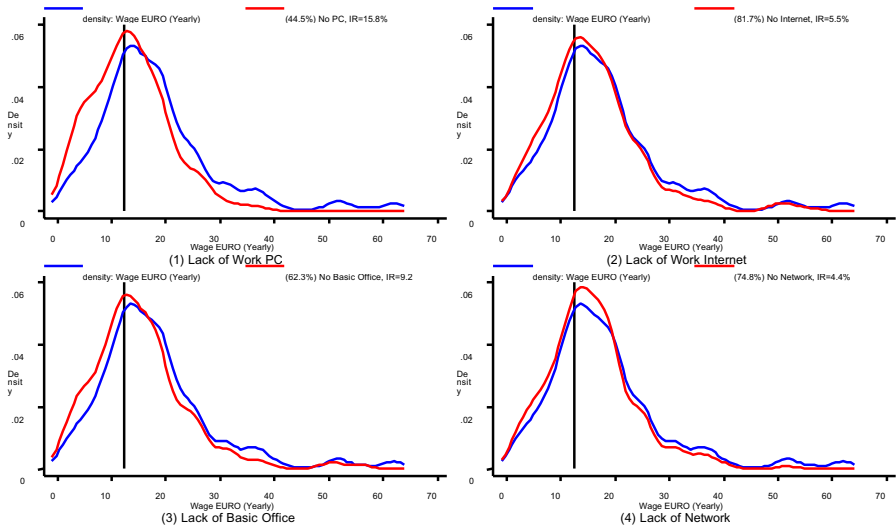 density: Wage EURO (Yearly) (44.5%) No PC, IR=15.8%
.06
.04
De
nsit
y
.02
0
0 10 20 30 40 50 60 70
Wage EURO (Yearly)
(1) Lack of Work PC
density: Wage EURO (Yearly) (81.7%) No Internet, IR=5.5%
.06
.04
De
nsit
y
.02
0
0 10 20 30 40 50 60 70
Wage EURO (Yearly)
(2) Lack of Work Internet
density: Wage EURO (Yearly) (62.3%) No Basic Office, IR=9.2
.06
.04
De
nsit
y
.02
0
0 10 20 30 40 50 60 70
Wage EURO (Yearly)
(3) Lack of Basic Office
density: Wage EURO (Yearly) (74.8%) No Network, IR=4.4%
.06
.04
De
nsit
y
.02
0
0 10 20 30 40 50 60 70
Wage EURO (Yearly)
(4) Lack of Network